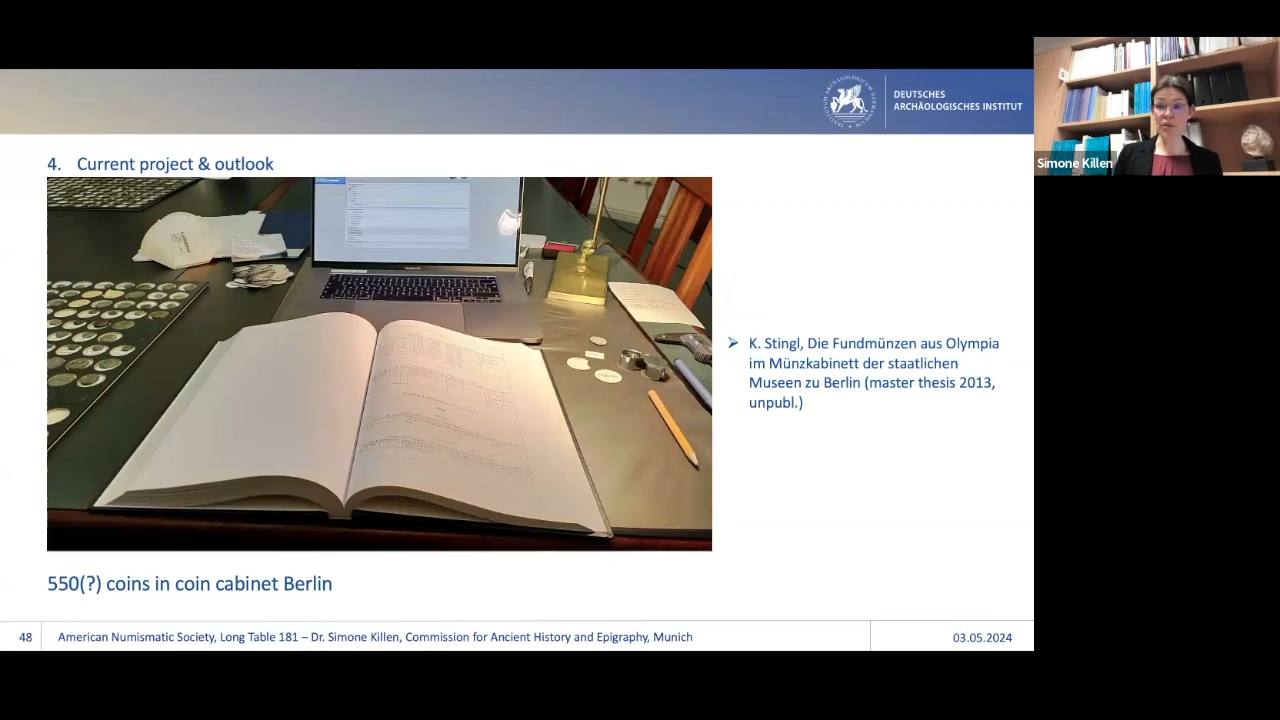 DEUTSCHES
ARCHÄOLOGISCHES INSTITUT
Simone Killen
4. Current project & outlook
➢ K. Stingl, Die Fundmünzen aus Olympia
im Münzkabinett der staatlichen
Museen zu Berlin (master thesis 2013,
unpubl.)
550(?) coins in coin cabinet Berlin
48 American Numismatic Society, Long Table 181 – Dr. Simone Killen, Commission for Ancient History and Epigraphy, Munich 03.05.2024